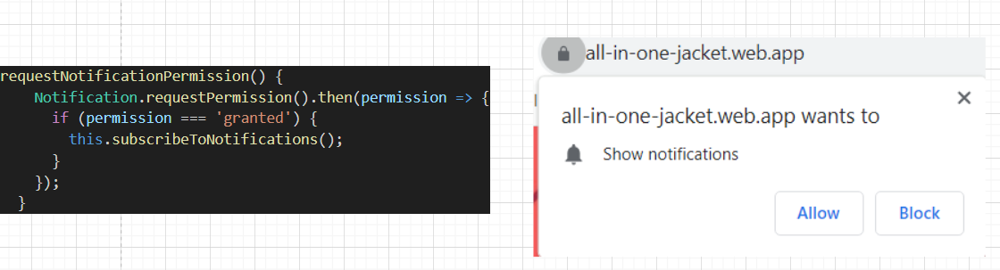 requestNotificationPermission() {
Notification.requestPermission().then(permission => {
if (permission === 'granted') {
this.subscribeToNotifications();
}
});
}
all-in-one-jacket.web.app
all-in-one-jacket.web.app wants to
Show notifications
Allow
Block